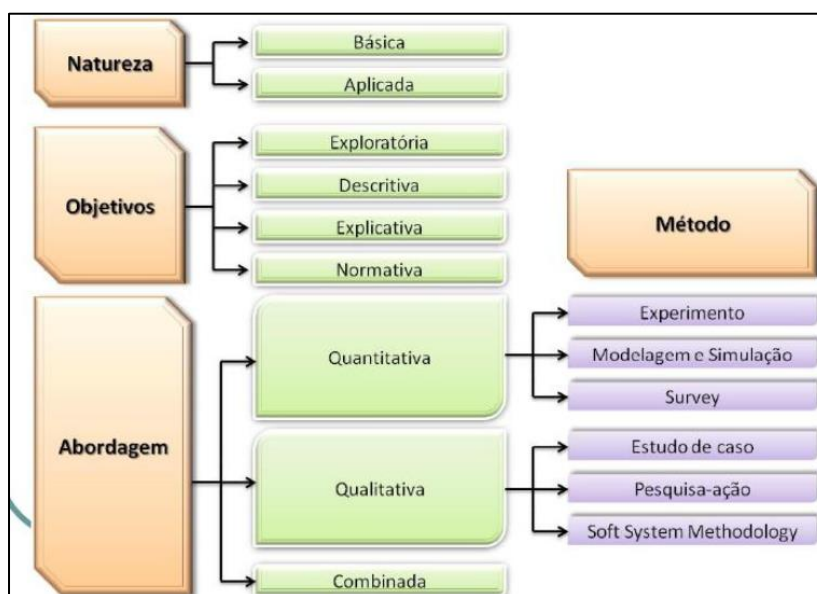 Natureza
Básica
Aplicada
Objetivos
Exploratória
Descritiva
Explicativa
Normativa
Método
Abordagem
Quantitativa
Experimento
Modelagem e Simulação
Survey
Qualitativa
Estudo de caso
Pesquisa-ação
Soft System Methodology
Combinada